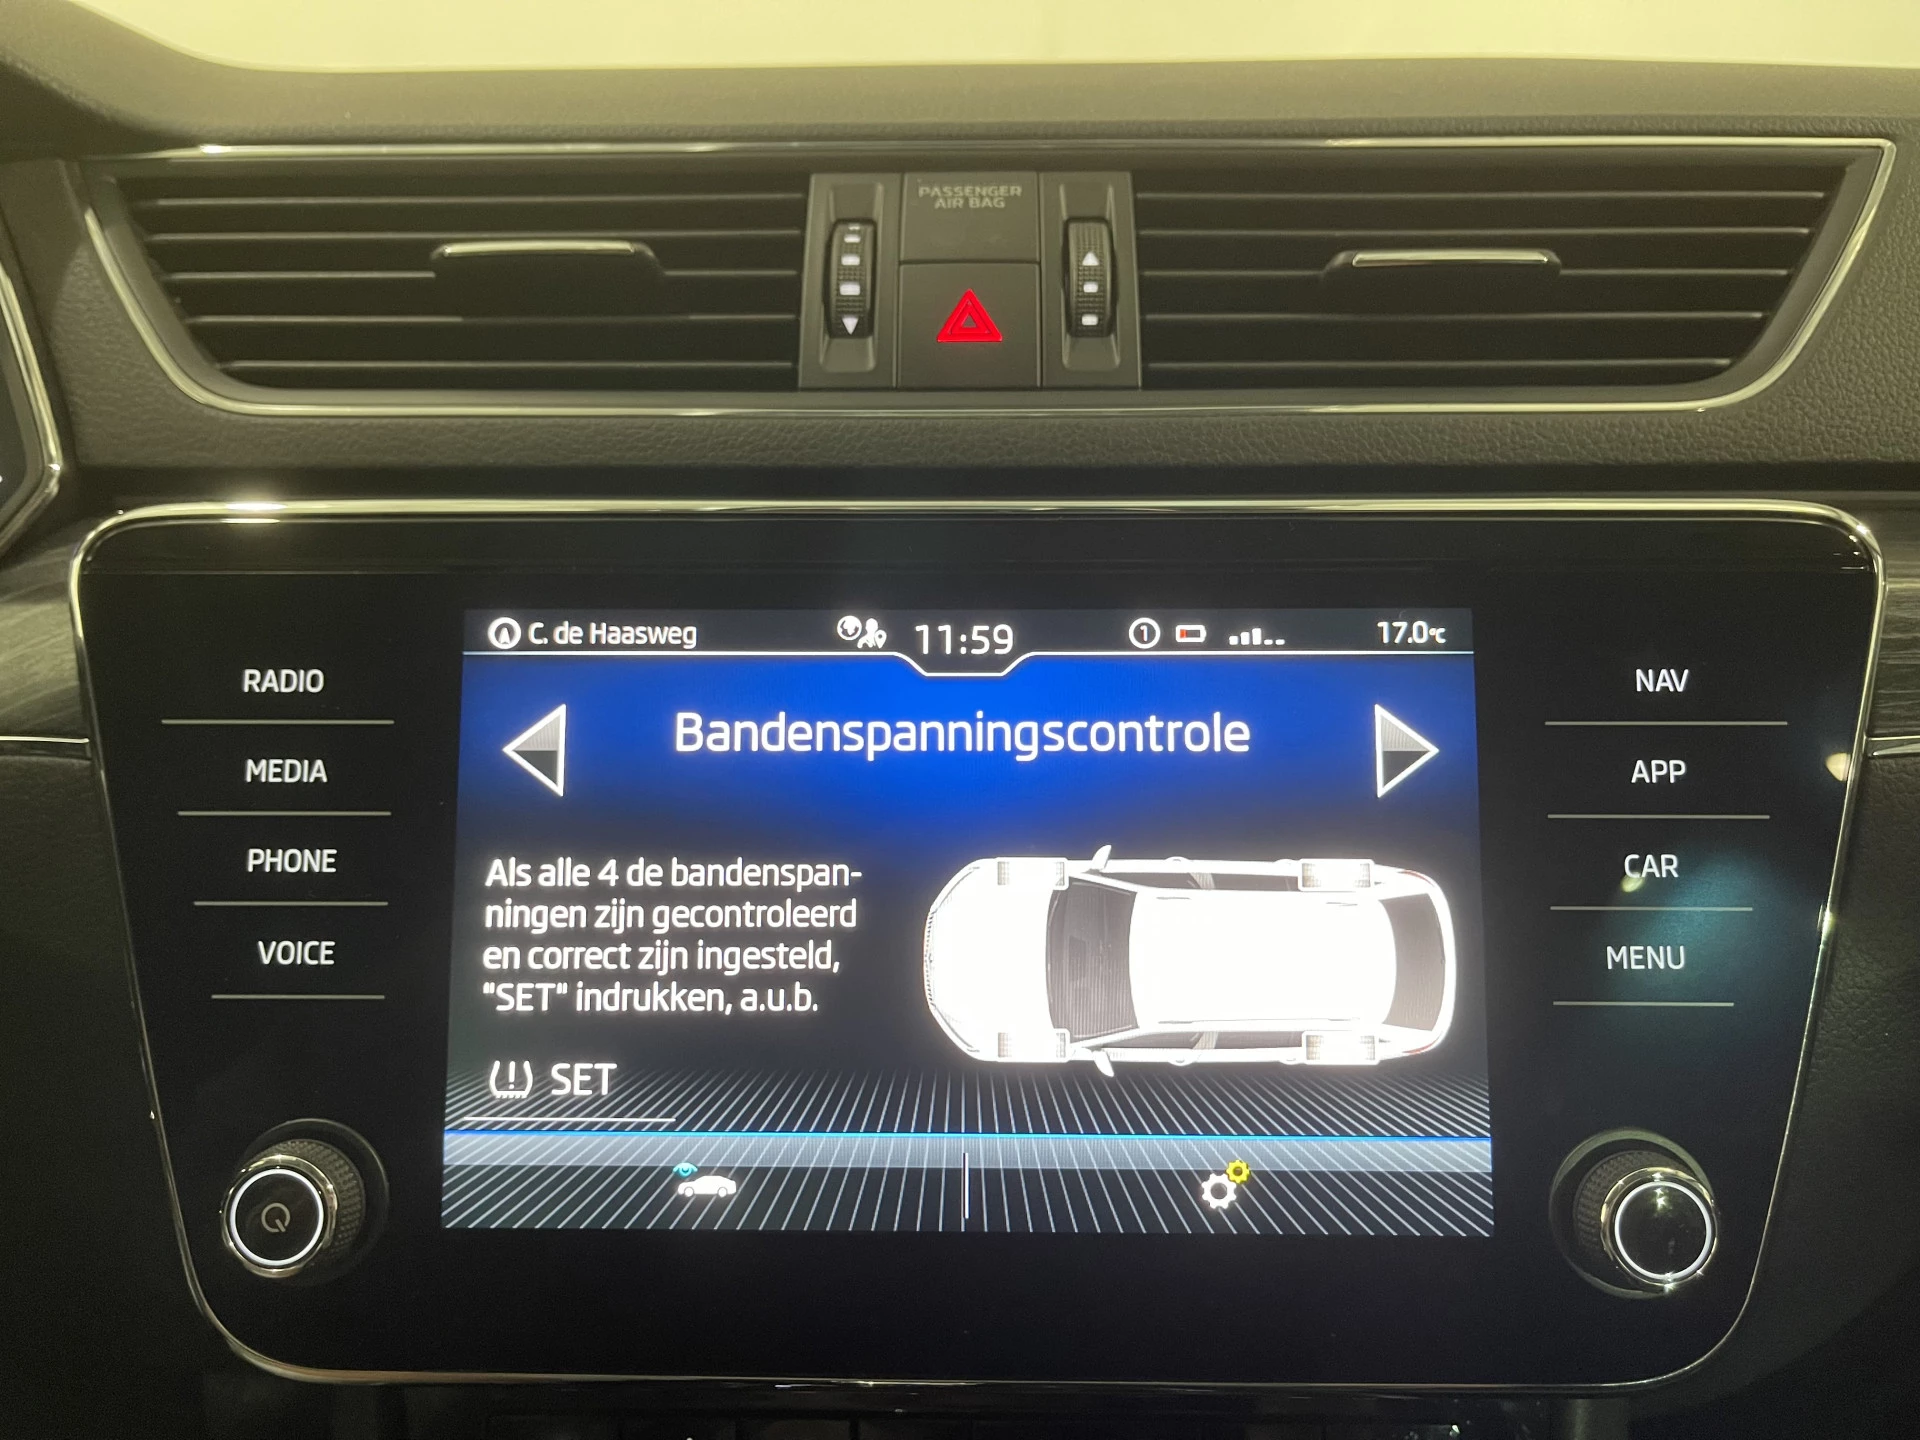 PASSENGER
AIR BAG
C. de Haasweg
11:59
1
17.0°C
RADIO
MEDIA
PHONE
VOICE
Bandenspanningscontrole
Als alle 4 de bandenspan-
ningen zijn gecontroleerd
en correct zijn ingesteld,
"SET" indrukken, a.u.b.
SET
NAV
APP
CAR
MENU